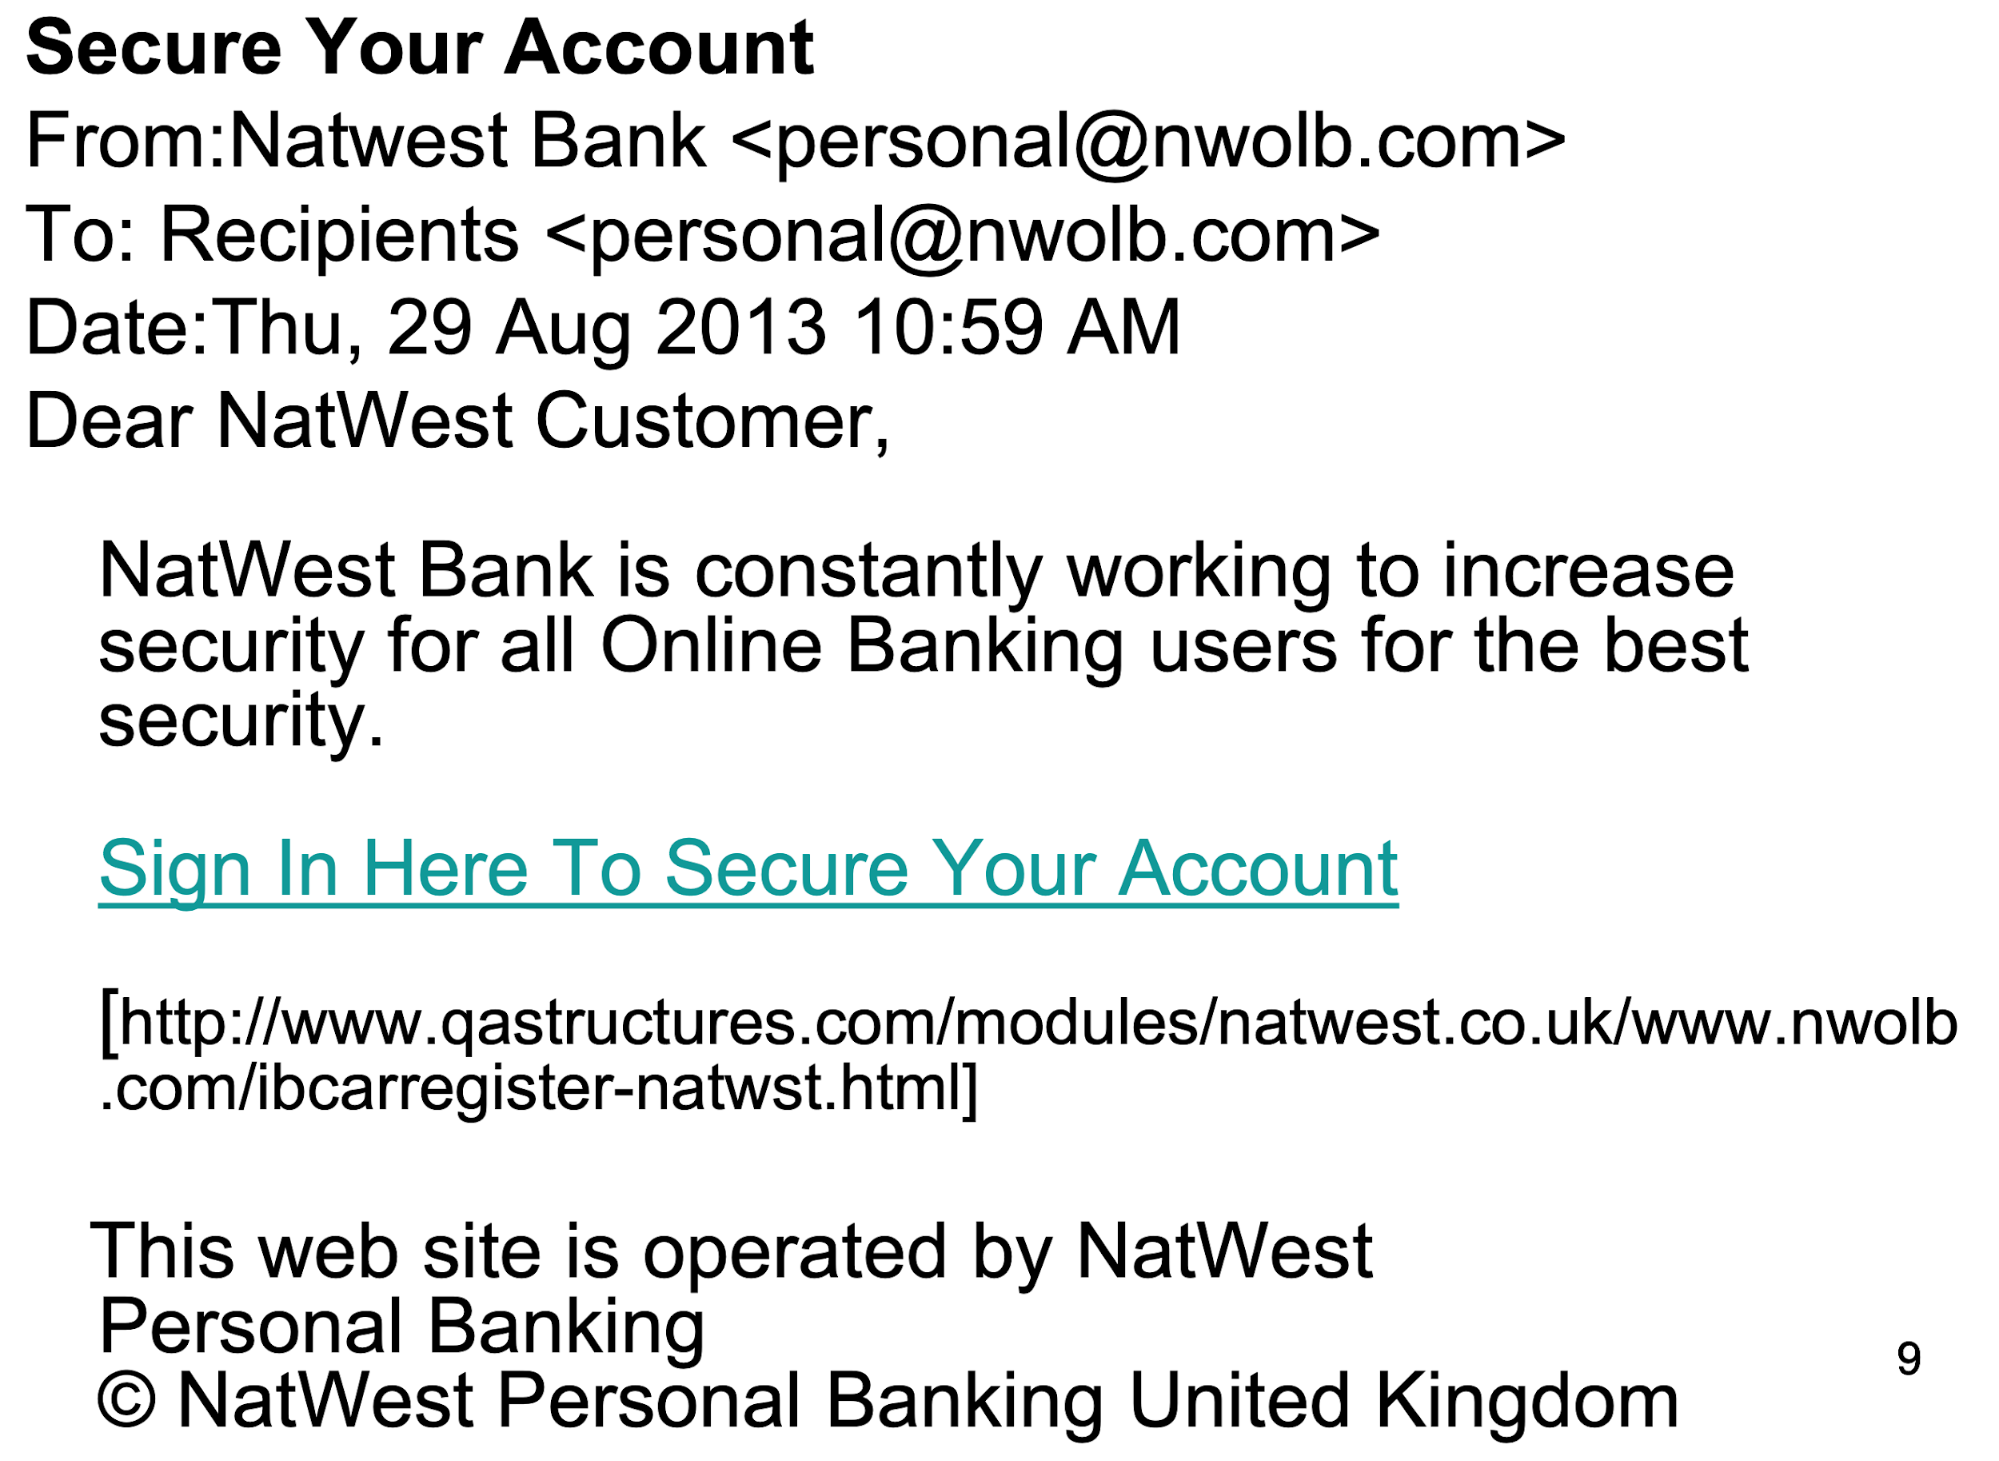 Secure Your Account
From:Natwest Bank <personal@nwolb.com>
To: Recipients <personal@nwolb.com>
Date:Thu, 29 Aug 2013 10:59 AM
Dear NatWest Customer,
NatWest Bank is constantly working to increase
security for all Online Banking users for the best
security.
Sign In Here To Secure Your Account
[http://www.qastructures.com/modules/natwest.co.uk/www.nwolb
.com/ibcarregister-natwst.html]
This web site is operated by NatWest
Personal Banking
© NatWest Personal Banking United Kingdom
9